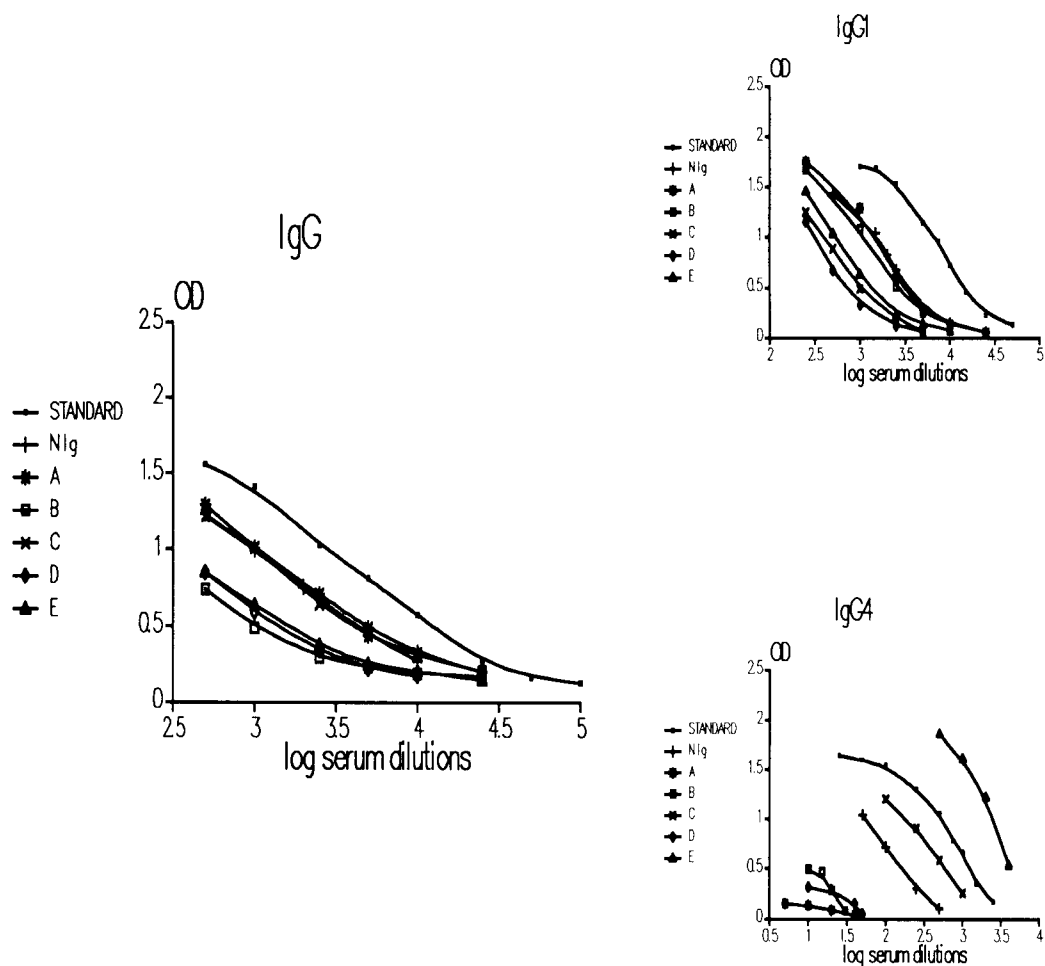 IgG
OD
2.5
2
1.5
1
0.5
0
2.5 3 3.5 4 4.5 5
log serum dilutions
STANDARD
NIg
A
B
C
D
E
IgG1
OD
2.5
2
1.5
1
0.5
0
2 2.5 3 3.5 4 4.5 5
log serum dilutions
STANDARD
NIg
A
B
C
D
E
IgG4
OD
2.5
2
1.5
1
0.5
0
0.5 1 1.5 2 2.5 3 3.5 4
log serum dilutions
STANDARD
NIg
A
B
C
D
E